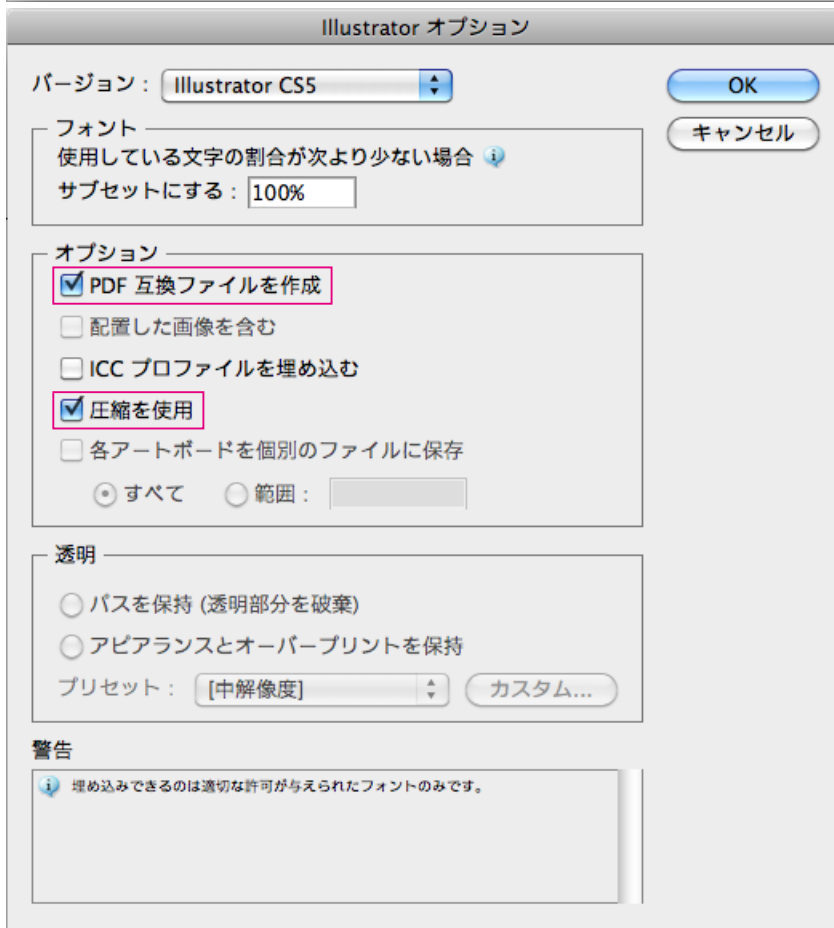 Illustrator オプション
バージョン : Illustrator CS5
OK
キャンセル
フォント
使用している文字の割合が次より少ない場合
サブセットにする : 100%
オプション
PDF 互換ファイルを作成
配置した画像を含む
ICC プロファイルを埋め込む
圧縮を使用
各アートボードを個別のファイルに保存
すべて 範囲 :
透明
パスを保持 (透明部分を破棄)
アピアランスとオーバープリントを保持
プリセット : [中解像度] カスタム...
警告
埋め込みできるのは適切な許可が与えられたフォントのみです。